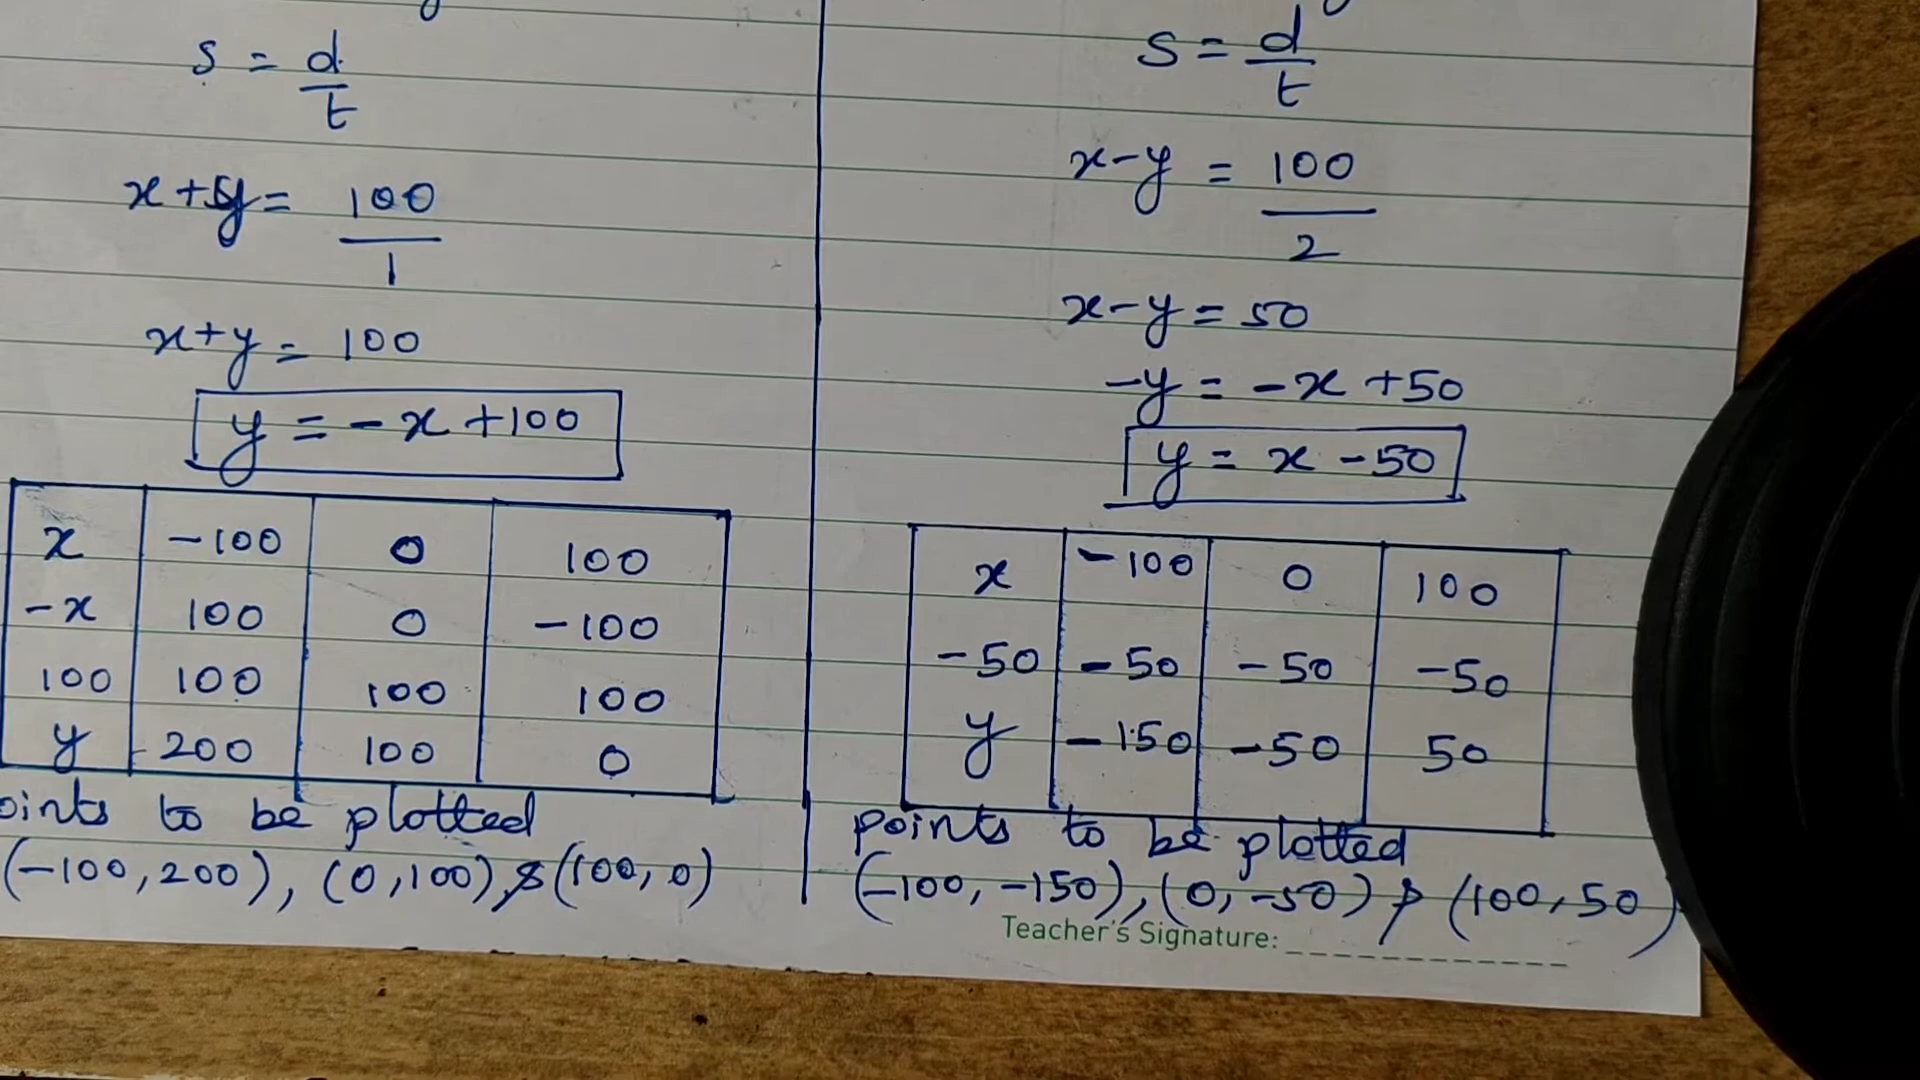 s = d/t
x+y = 100/1
x+y = 100
y = -x+100
x -100 0 100
-x 100 0 -100
100 100 100 100
y 200 100 0
oints to be plotted
(-100,200), (0,100) & (100,0)
s = d/t
x-y = 100/2
x-y = 50
-y = -x+50
y = x-50
x -100 0 100
-50 -50 -50 -50
y -150 -50 50
points to be plotted
(-100,-150), (0,-50) & (100,50)
Teacher's Signature: